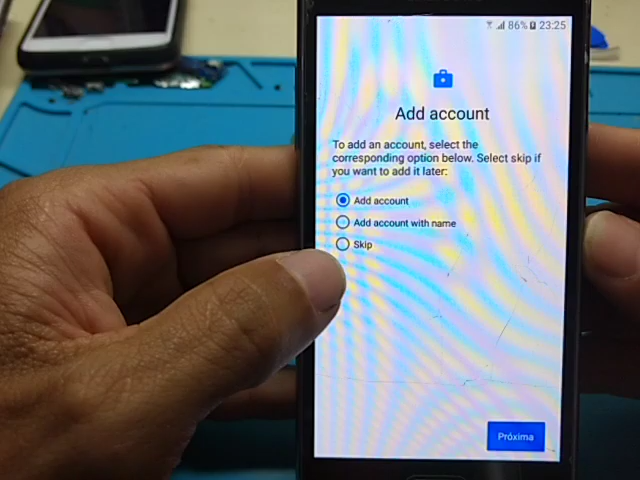 86% 23:25
Add account
To add an account, select the
corresponding option below. Select skip if
you want to add it later:
Add account
Add account with name
Skip
Próxima